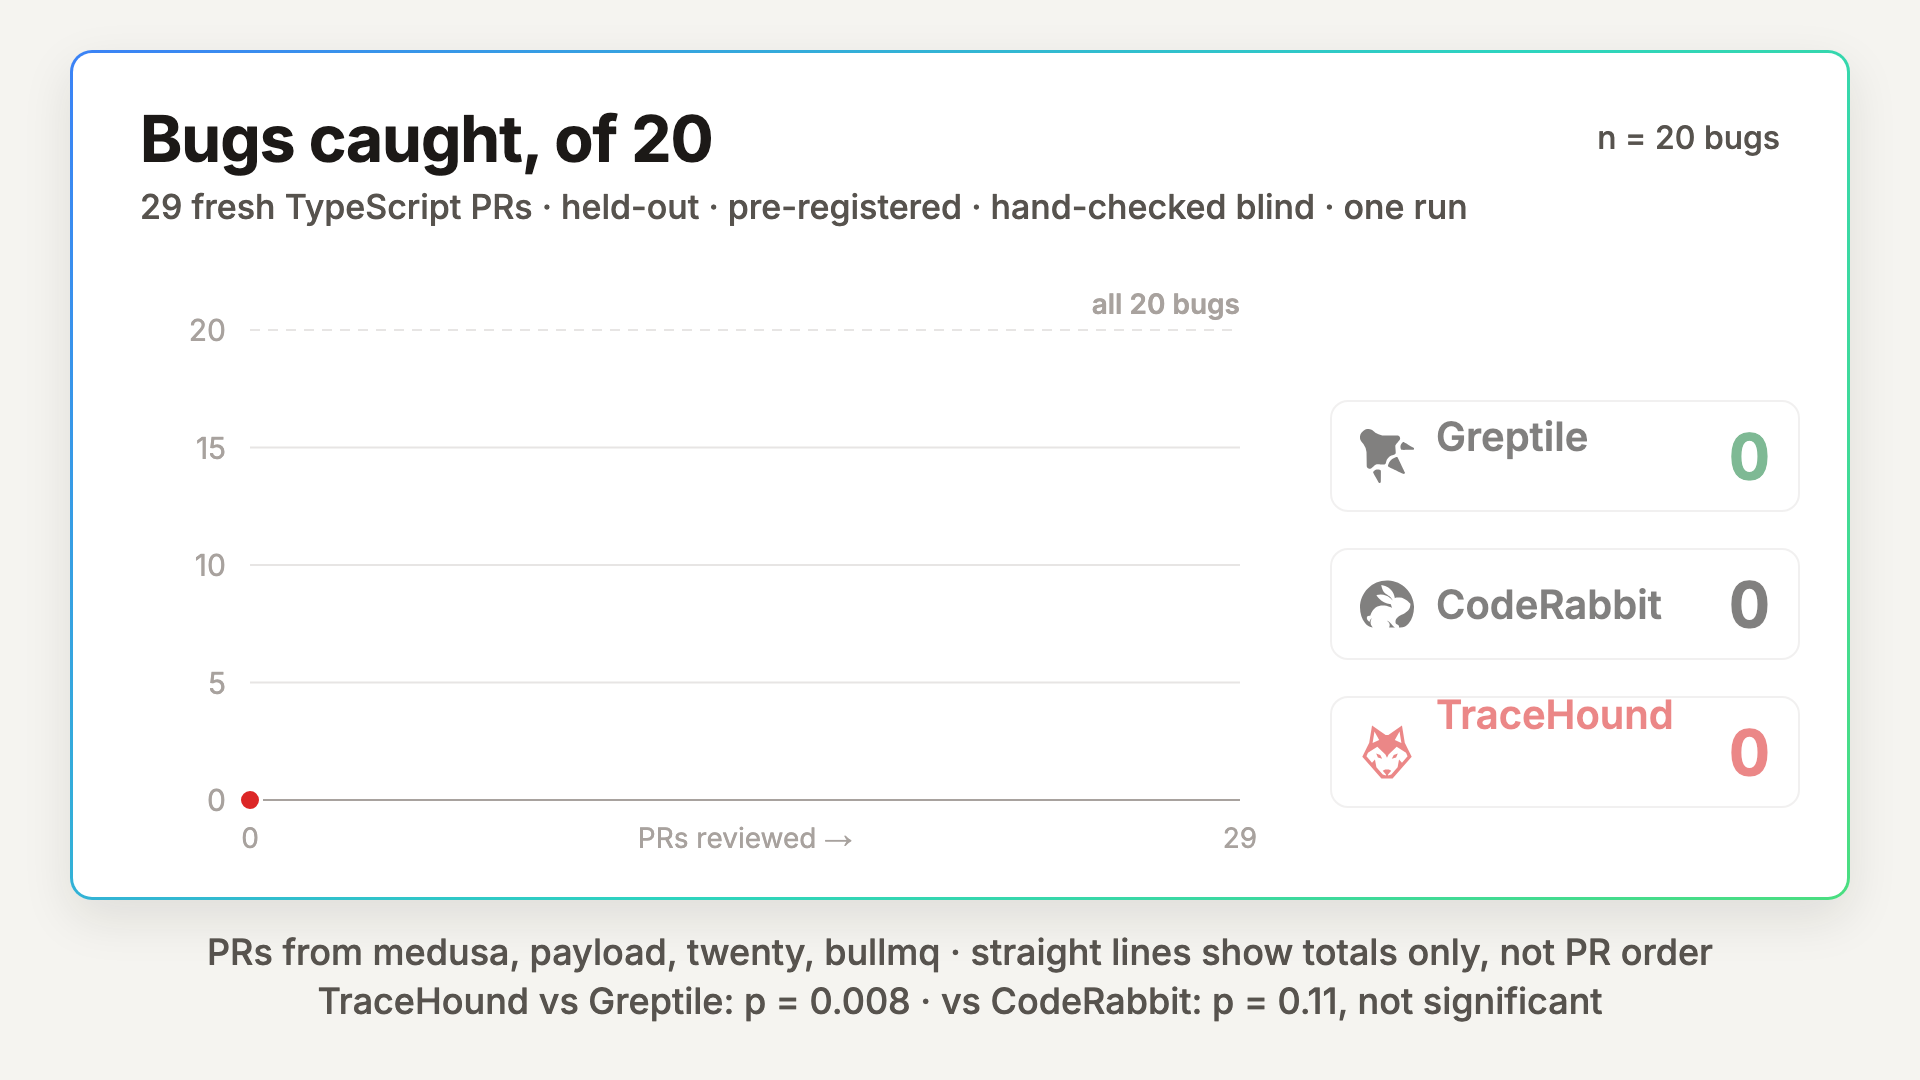 Bugs caught, of 20
n = 20 bugs
29 fresh TypeScript PRs · held-out · pre-registered · hand-checked blind · one run
all 20 bugs
20
15
10
5
0
0
PRs reviewed →
29
Greptile
0
CodeRabbit
0
TraceHound
0
PRs from medusa, payload, twenty, bullmq · straight lines show totals only, not PR order
TraceHound vs Greptile: p = 0.008 · vs CodeRabbit: p = 0.11, not significant